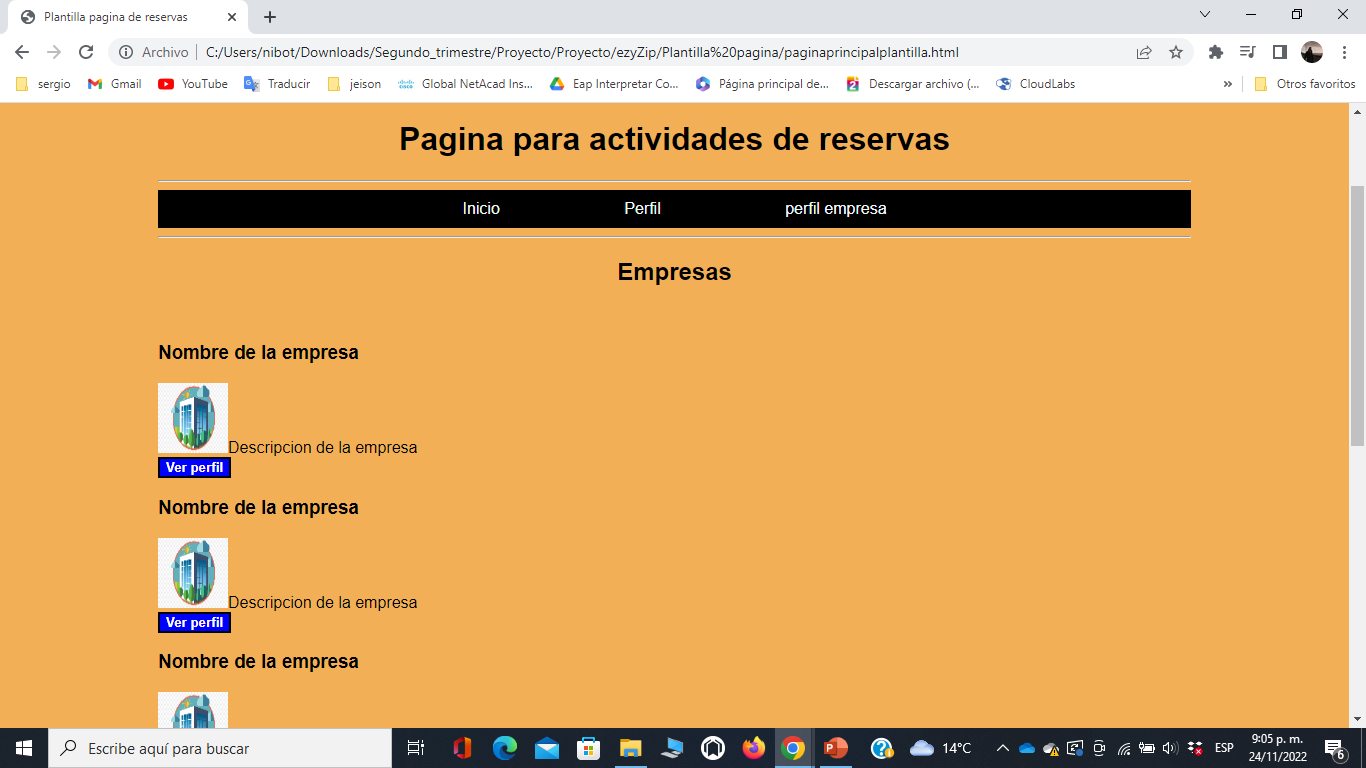 Plantilla pagina de reservas
Archivo C:/Users/nibot/Downloads/Segundo_trimestre/Proyecto/Proyecto/ezyZip/Plantilla%20pagina/paginaprincipalplantilla.html
sergio Gmail YouTube Traducir jeison Global NetAcad Ins... Eap Interpretar Co... Página principal de... Descargar archivo (... CloudLabs » Otros favoritos
Pagina para actividades de reservas
Inicio Perfil perfil empresa
Empresas
Nombre de la empresa
Descripcion de la empresa
Ver perfil
Nombre de la empresa
Descripcion de la empresa
Ver perfil
Nombre de la empresa
Escribe aquí para buscar
14°C
ESP
9:05 p. m.
24/11/2022
6